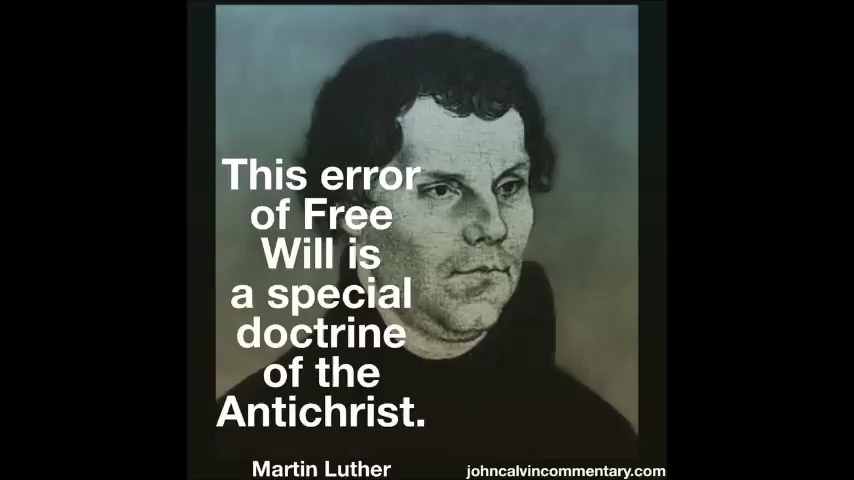 This error
of Free
Will is
a special
doctrine
of the
Antichrist.
Martin Luther
johncalvincommentary.com